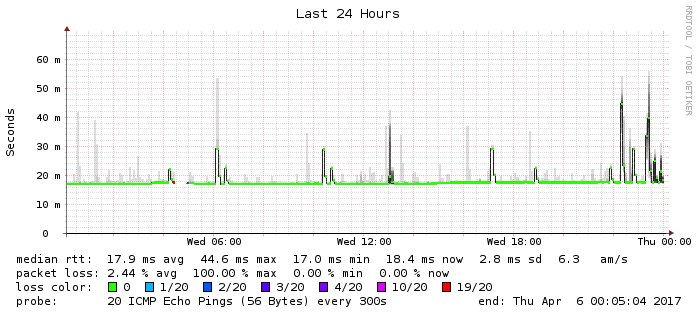 Last 24 Hours
RRDTOOL / TOBI OETIKER
Seconds
60 m
50 m
40 m
30 m
20 m
10 m
0
Wed 06:00 Wed 12:00 Wed 18:00 Thu 00:00
median rtt: 17.9 ms avg 44.6 ms max 17.0 ms min 18.4 ms now 2.8 ms sd 6.3 am/s
packet loss: 2.44 % avg 100.00 % max 0.00 % min 0.00 % now
loss color: 0 1/20 2/20 3/20 4/20 10/20 19/20
probe: 20 ICMP Echo Pings (56 Bytes) every 300s end: Thu Apr 6 00:05:04 2017